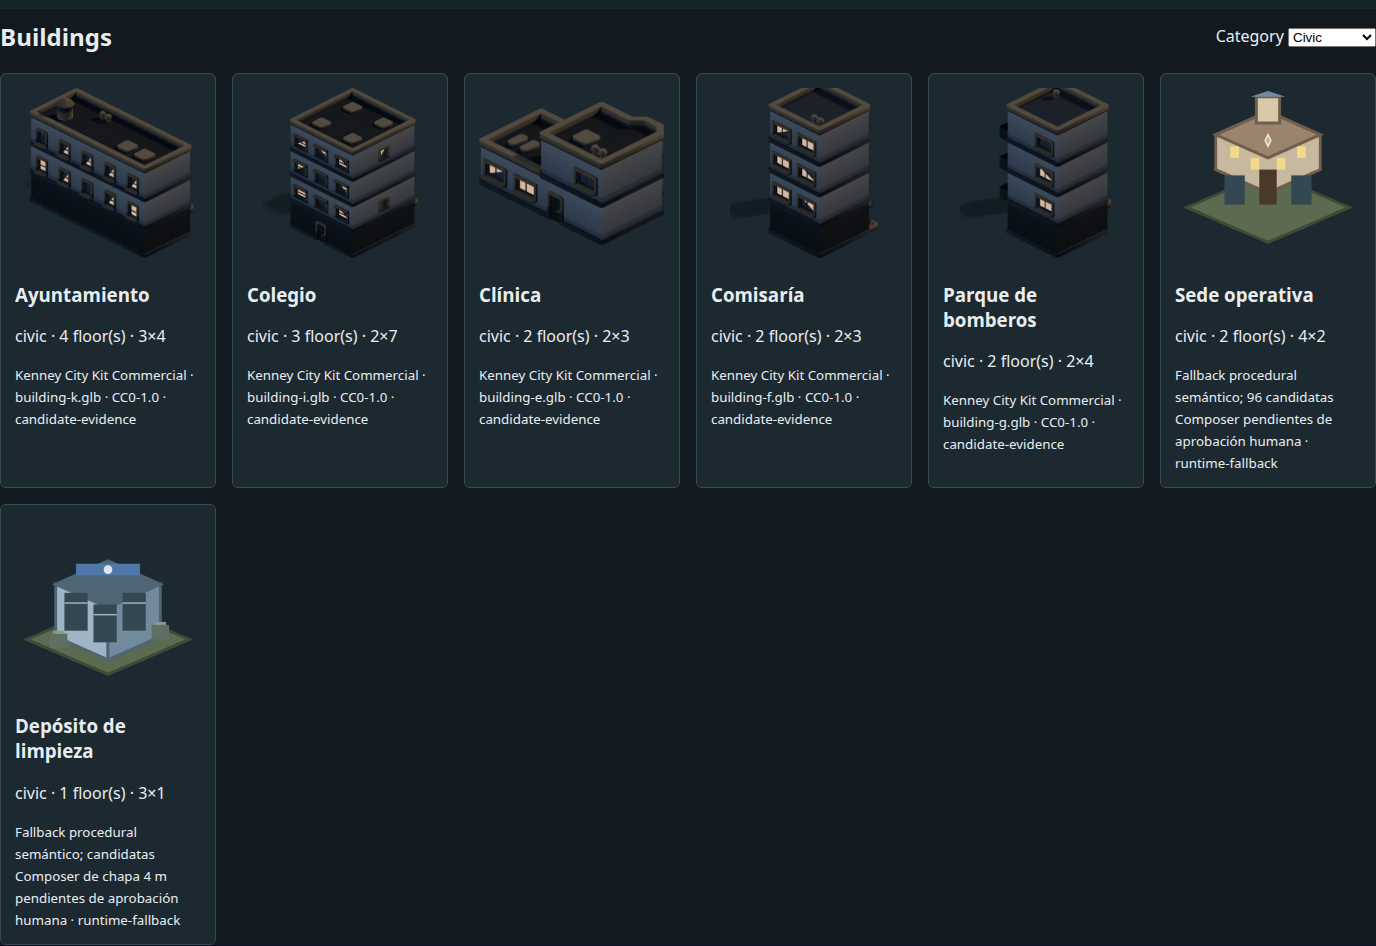 Buildings
Category Civic
Ayuntamiento
civic · 4 floor(s) · 3×4
Kenney City Kit Commercial ·
building-k.glb · CC0-1.0 ·
candidate-evidence
Colegio
civic · 3 floor(s) · 2×7
Kenney City Kit Commercial ·
building-i.glb · CC0-1.0 ·
candidate-evidence
Clínica
civic · 2 floor(s) · 2×3
Kenney City Kit Commercial ·
building-e.glb · CC0-1.0 ·
candidate-evidence
Comisaría
civic · 2 floor(s) · 2×3
Kenney City Kit Commercial ·
building-f.glb · CC0-1.0 ·
candidate-evidence
Parque de
bomberos
civic · 2 floor(s) · 2×4
Kenney City Kit Commercial ·
building-g.glb · CC0-1.0 ·
candidate-evidence
Sede operativa
civic · 2 floor(s) · 4×2
Fallback procedural
semántico; 96 candidatas
Composer pendientes de
aprobación humana ·
runtime-fallback
Depósito de
limpieza
civic · 1 floor(s) · 3×1
Fallback procedural
semántico; candidatas
Composer de chapa 4 m
pendientes de aprobación
humana · runtime-fallback